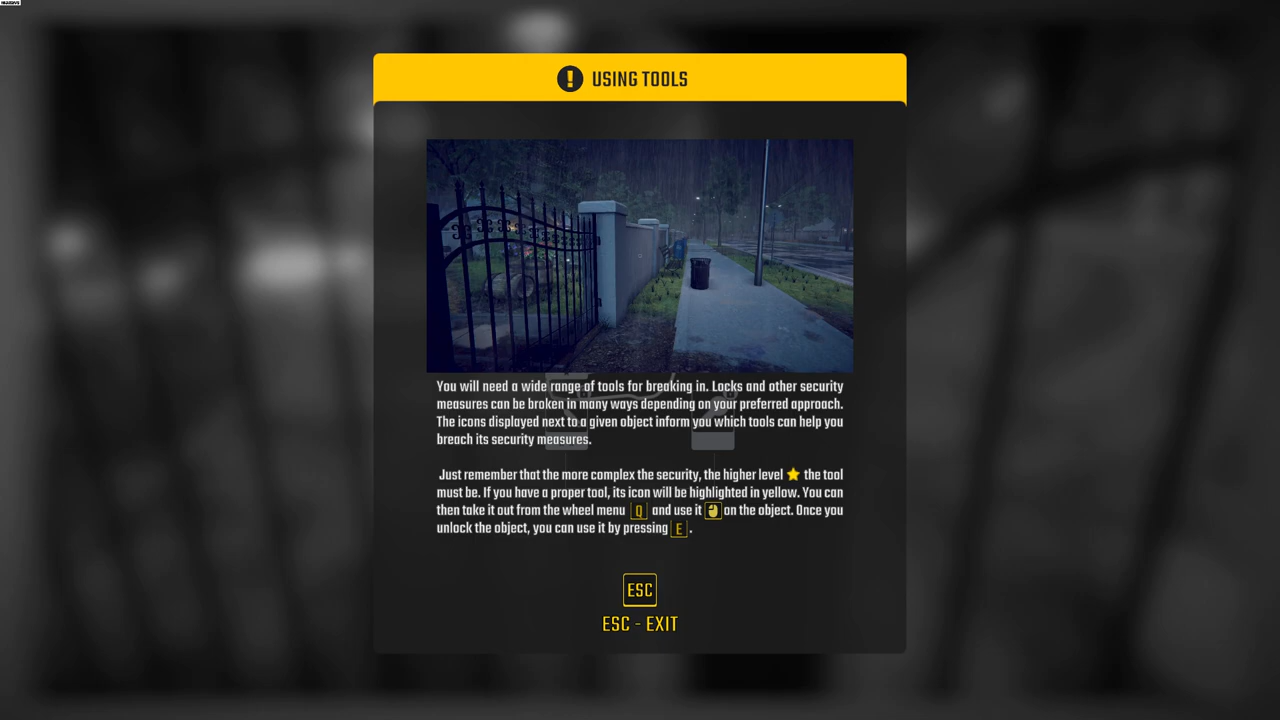 USING TOOLS
You will need a wide range of tools for breaking in. Locks and other security
measures can be broken in many ways depending on your preferred approach.
The icons displayed next to a given object inform you which tools can help you
breach its security measures.
Just remember that the more complex the security, the higher level the tool
must be. If you have a proper tool, its icon will be highlighted in yellow. You can
then take it out from the wheel menu Q and use it on the object. Once you
unlock the object, you can use it by pressing E .
ESC
ESC - EXIT